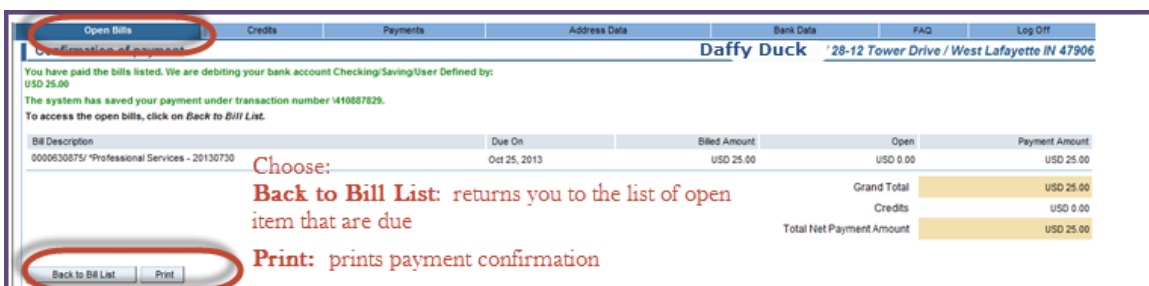 Open Bills Credits Payments Address Data Bank Data FAQ Log Off
Confirmation of payment Daffy Duck '28-12 Tower Drive / West Lafayette IN 47906
You have paid the bills listed. We are debiting your bank account Checking/Saving/User Defined by:
USD 25.00
The system has saved your payment under transaction number \410887829.
To access the open bills, click on Back to Bill List.
Bill Description Due On Billed Amount Open Payment Amount
0000630875/ *Professional Services - 20130730 Oct 25, 2013 USD 25.00 USD 0.00 USD 25.00
Choose:
Grand Total USD 25.00
Back to Bill List: returns you to the list of open
Credits USD 0.00
item that are due
Total Net Payment Amount USD 25.00
Print: prints payment confirmation
Back to Bill List Print